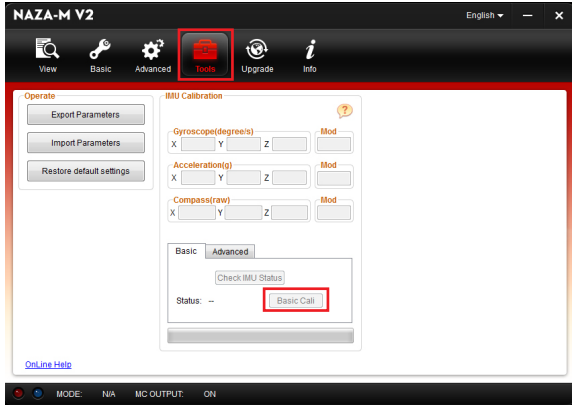 NAZA-M V2
English
View Basic Advanced Tools Upgrade Info
Operate
Export Parameters
Import Parameters
Restore default settings
OnLine Help
IMU Calibration
?
Gyroscope(degree/s) Mod
X Y Z
Acceleration(g) Mod
X Y Z
Compass(raw) Mod
X Y Z
Basic Advanced
Check IMU Status
Status: -- Basic Cali
MODE: N/A MC OUTPUT: ON